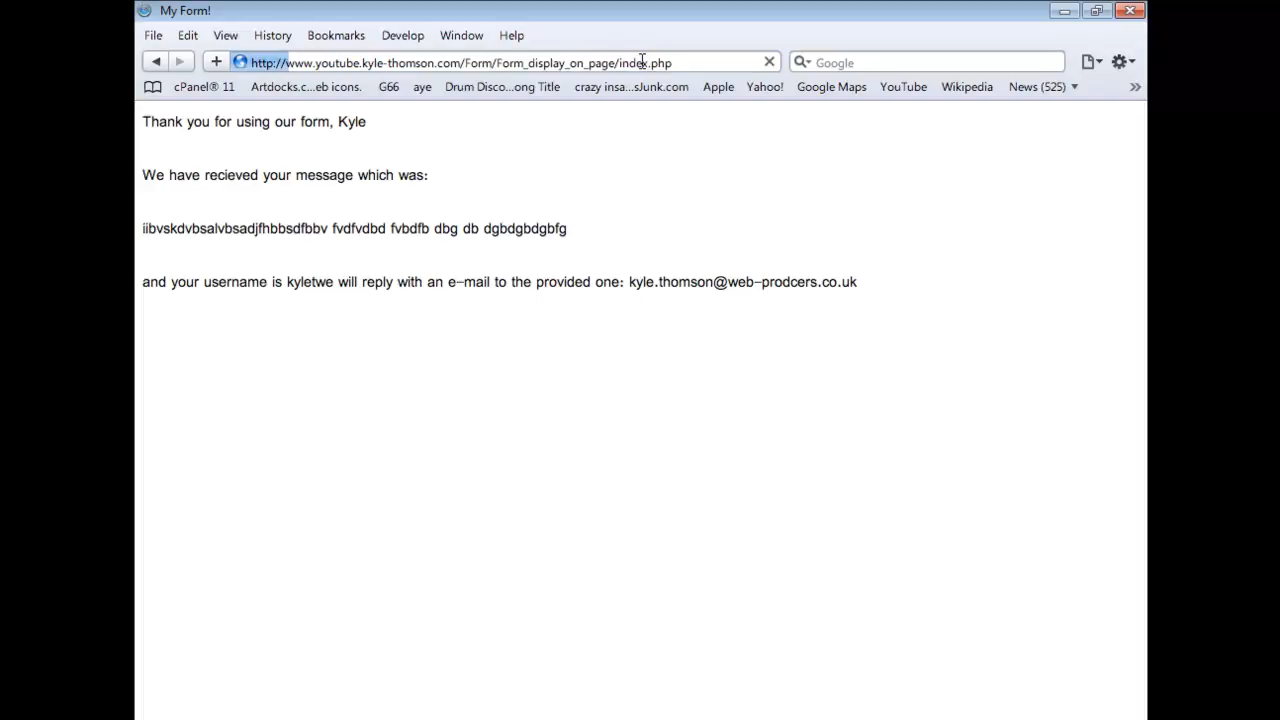 My Form!
File Edit View History Bookmarks Develop Window Help
http://www.youtube.kyle-thomson.com/Form/Form_display_on_page/index.php Google
cPanel® 11 Artdocks.c...eb icons. G66 aye Drum Disco...ong Title crazy insa...sJunk.com Apple Yahoo! Google Maps YouTube Wikipedia News (525)
Thank you for using our form, Kyle
We have recieved your message which was:
iibvskdvbsalvbsadjfhbbsdfbbv fvdfvdbd fvbdfb dbg db dgbdgbdgbfg
and your username is kyletwe will reply with an e-mail to the provided one: kyle.thomson@web-prodcers.co.uk